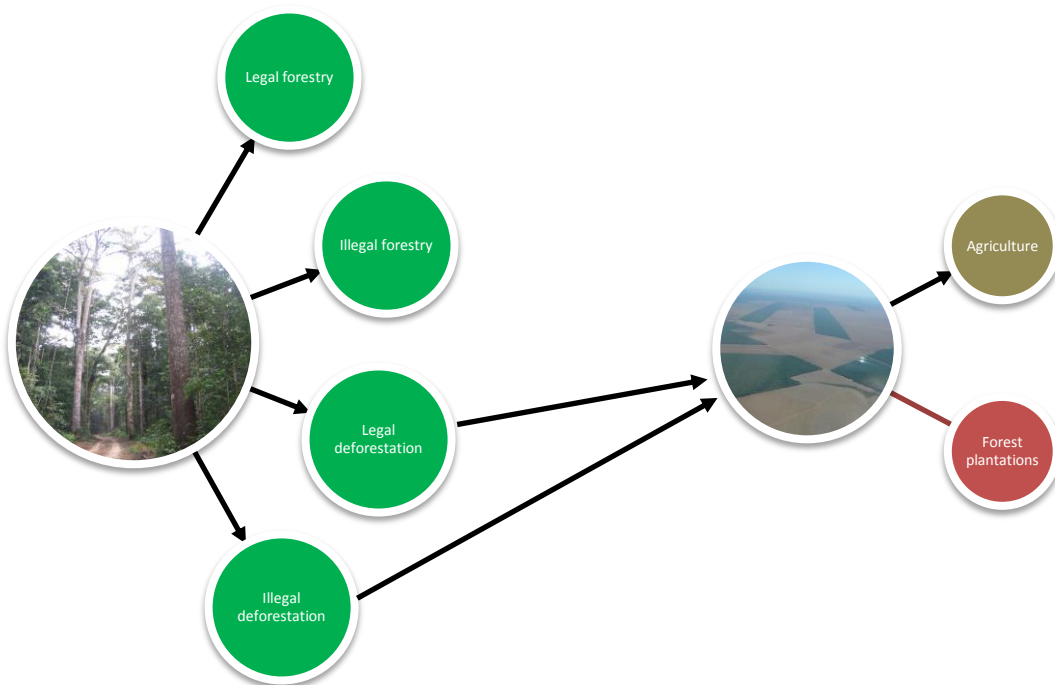 Legal forestry
Illegal forestry
Legal
deforestation
Illegal
deforestation
Agriculture
Forest
plantations